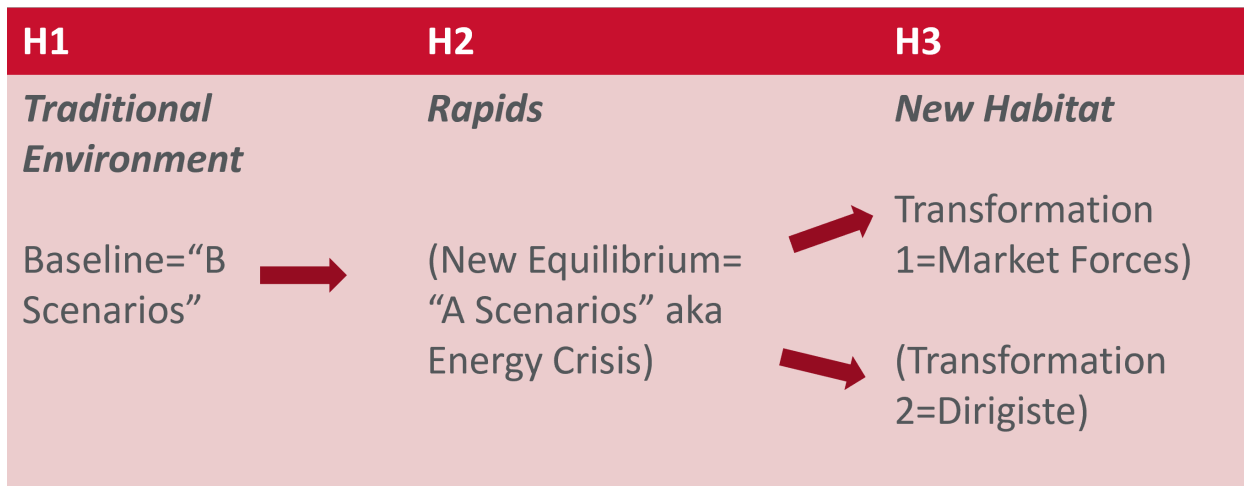 H1
H2
H3
Traditional
Environment
Rapids
New Habitat
Baseline=“B
Scenarios”
(New Equilibrium=
“A Scenarios” aka
Energy Crisis)
Transformation
1=Market Forces)
(Transformation
2=Dirigiste)